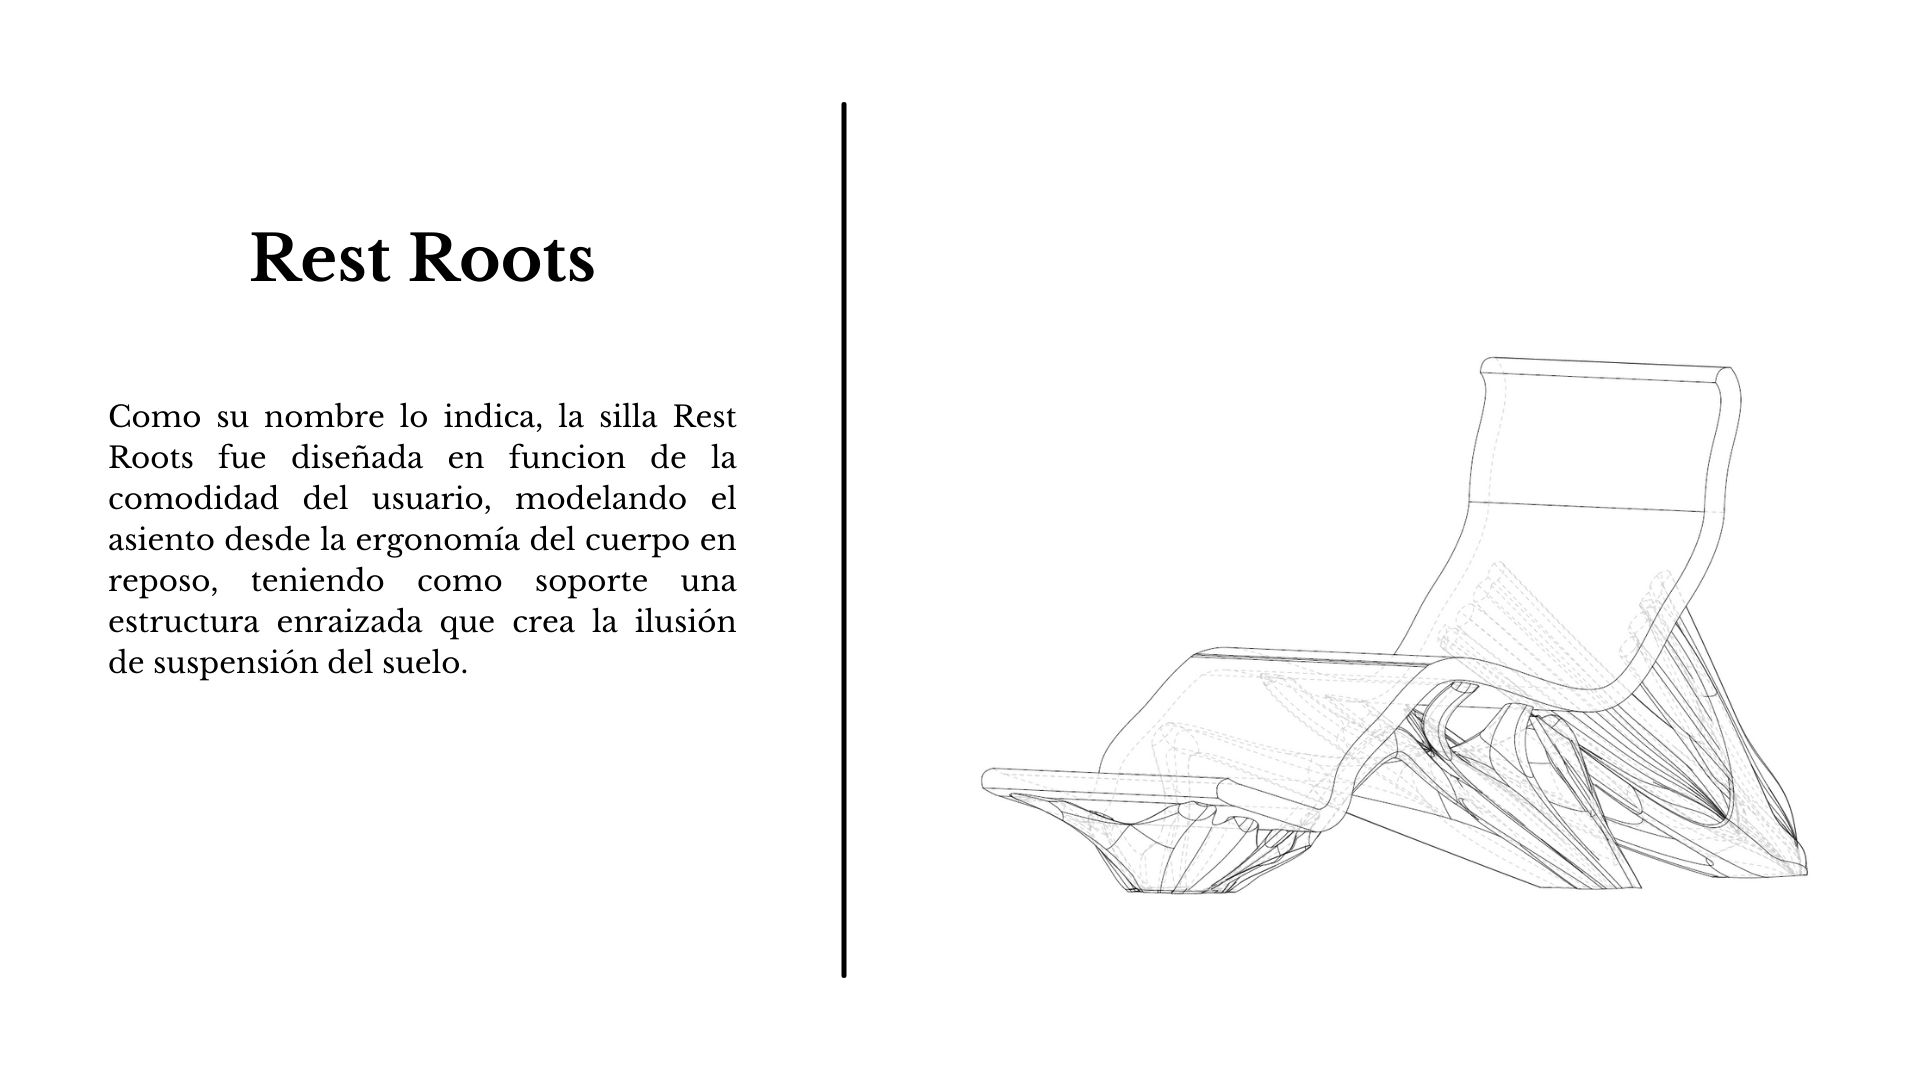 Rest Roots
Como su nombre lo indica, la silla Rest
Roots fue diseñada en funcion de la
comodidad del usuario, modelando el
asiento desde la ergonomía del cuerpo en
reposo, teniendo como soporte una
estructura enraizada que crea la ilusión
de suspensión del suelo.